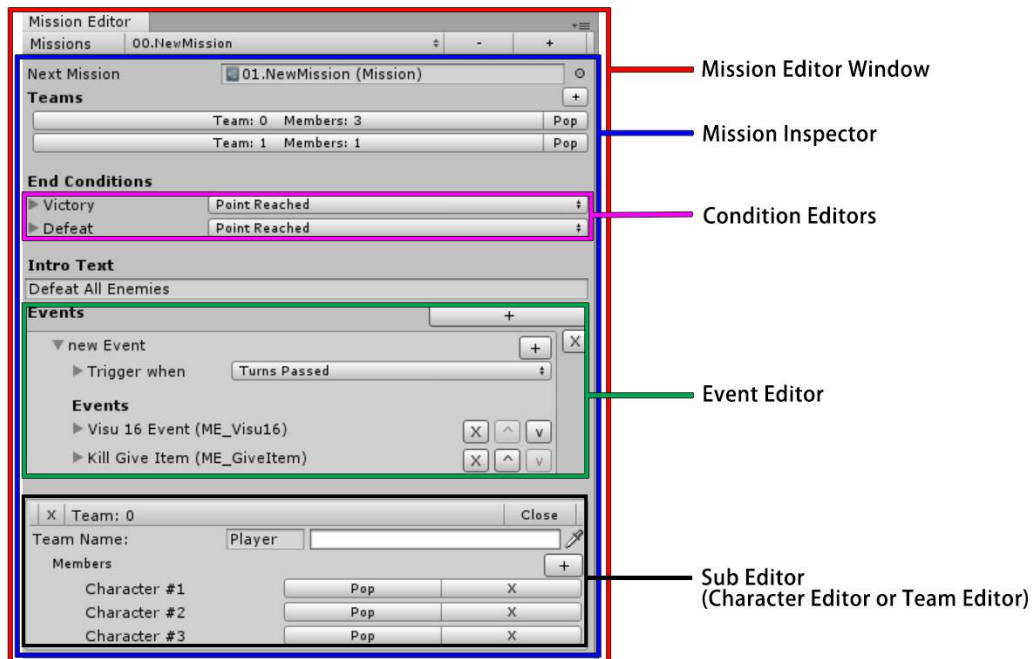 Mission Editor
Missions 00.NewMission - +
Mission Editor Window
Next Mission 01.NewMission (Mission)
Teams +
Team: 0 Members: 3 Pop
Mission Inspector
Team: 1 Members: 1 Pop
End Conditions
Victory Point Reached
Condition Editors
Defeat Point Reached
Intro Text
Defeat All Enemies
Events +
new Event + X
Trigger when Turns Passed
Event Editor
Events
Visu 16 Event (ME_Visu16) X ^ v
Kill Give Item (ME_GiveItem) X ^ v
X Team: 0 Close
Team Name: Player
Members +
Sub Editor
(Character Editor or Team Editor)
Character #1 Pop X
Character #2 Pop X
Character #3 Pop X